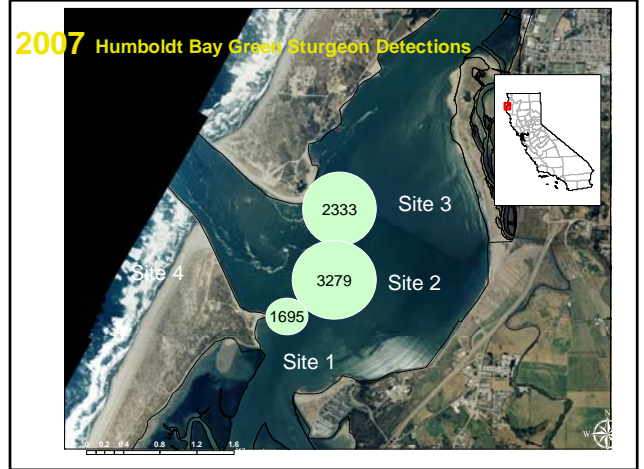 2007 Humboldt Bay Green Sturgeon Detections
2333
Site 3
Site 4
3279
Site 2
1695
Site 1
N
W
0 0.2 0.4 0.8 1.2 1.6